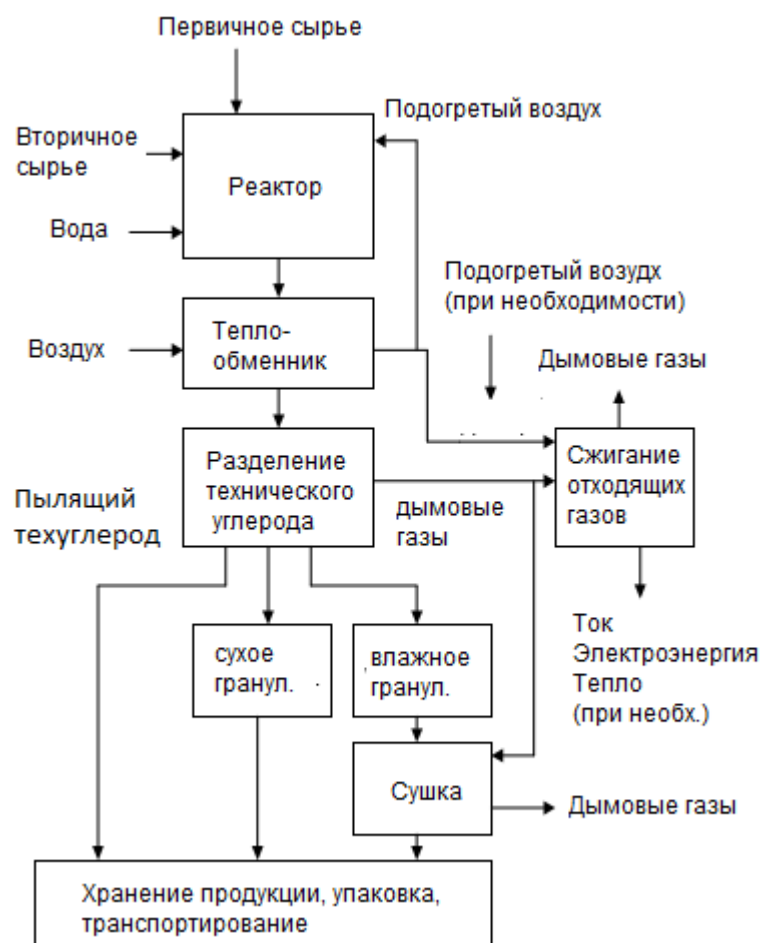 Первичное сырье
Подогретый воздух
Вторичное
сырье
Реактор
Вода
Подогретый возудх
(при необходимости)
Воздух
Тепло-
обменник
Дымовые газы
Разделение
технического
углерода
Сжигание
отходящих
газов
Пылящий
техуглерод
дымовые
газы
сухое
гранул.
влажное
гранул.
Ток
Электроэнергия
Тепло
(при необх.)
Сушка
Дымовые газы
Хранение продукции, упаковка,
транспортирование